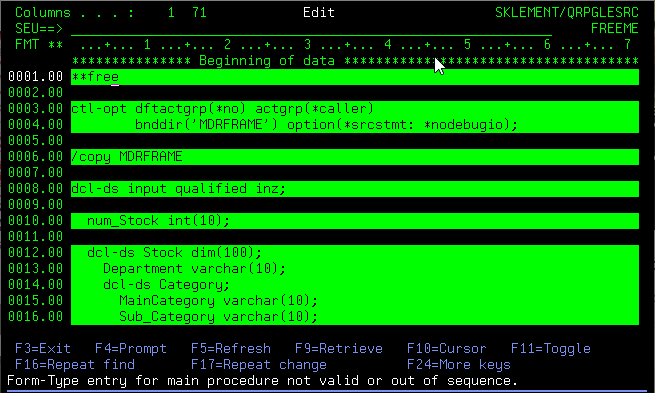 Columns . . . :    1  71            Edit                    SKLEMENT/QRPGLESRC
SEU==>                                                                  FREEME
FMT **  ...+... 1 ...+... 2 ...+... 3 ...+... 4 ...+... 5 ...+... 6 ...+... 7
*************** Beginning of data *************************************
0001.00 **free
0002.00
0003.00 ctl-opt dftactgrp(*no) actgrp(*caller)
0004.00         bnddir('MDRFRAME') option(*srcstmt: *nodebugio);
0005.00
0006.00 /copy MDRFRAME
0007.00
0008.00 dcl-ds input qualified inz;
0009.00
0010.00   num_Stock int(10);
0011.00
0012.00   dcl-ds Stock dim(100);
0013.00     Department varchar(10);
0014.00     dcl-ds Category;
0015.00       MainCategory varchar(10);
0016.00       Sub_Category varchar(10);
F3=Exit   F4=Prompt   F5=Refresh   F9=Retrieve   F10=Cursor   F11=Toggle
F16=Repeat find       F17=Repeat change          F24=More keys
Form-Type entry for main procedure not valid or out of sequence.